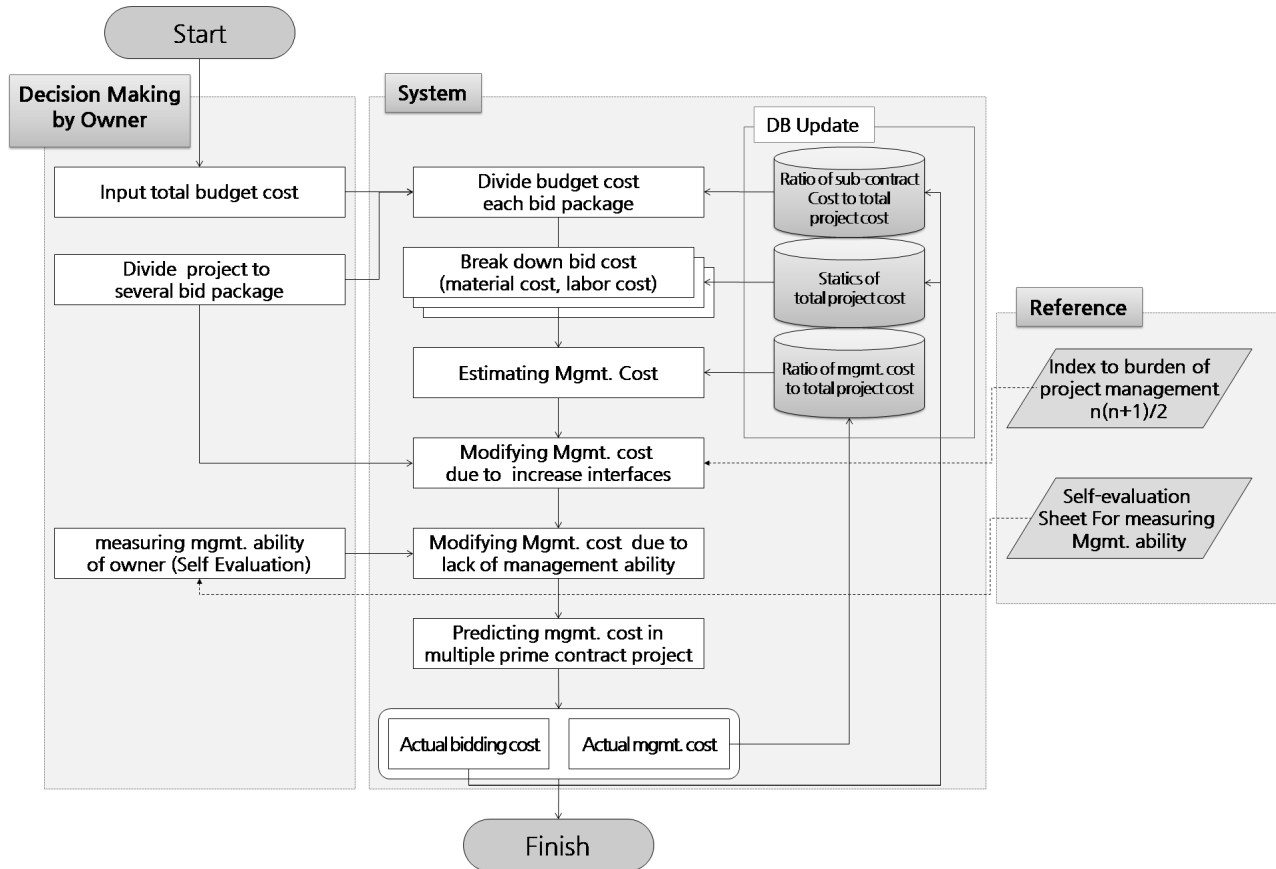 Start
Decision Making
by Owner
System
DB Update
Input total budget cost
Divide budget cost
each bid package
Ratio of sub-contract
Cost to total
project cost
Divide project to
several bid package
Break down bid cost
(material cost, labor cost)
Statics of
total project cost
Reference
Estimating Mgmt. Cost
Ratio of mgmt. cost
to total project cost
Index to burden of
project management
n(n+1)/2
Modifying Mgmt. cost
due to increase interfaces
Self-evaluation
Sheet For measuring
Mgmt. ability
measuring mgmt. ability
of owner (Self Evaluation)
Modifying Mgmt. cost due to
lack of management ability
Predicting mgmt. cost in
multiple prime contract project
Actual bidding cost
Actual mgmt. cost
Finish